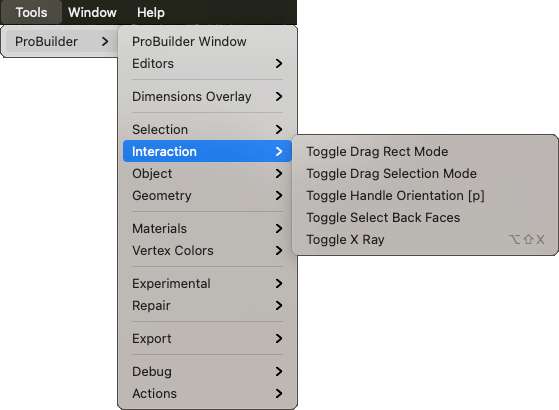 Tools Window Help
ProBuilder >
ProBuilder Window
Editors >
Dimensions Overlay >
Selection >
Interaction >
Object >
Geometry >
Materials >
Vertex Colors >
Experimental >
Repair >
Export >
Debug >
Actions >
Toggle Drag Rect Mode
Toggle Drag Selection Mode
Toggle Handle Orientation [p]
Toggle Select Back Faces
Toggle X Ray ⌥⇧X